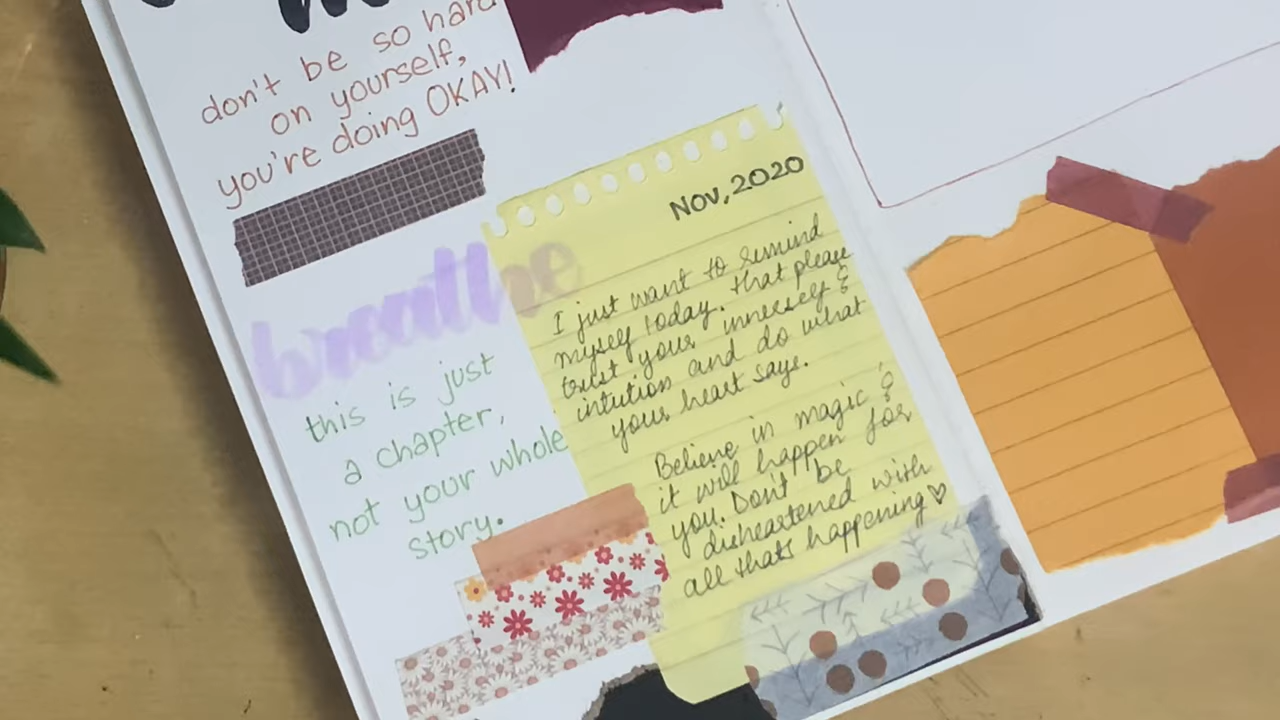 don't be so hard
on yourself,
you're doing OKAY!
breathe
this is just
a chapter,
not your whole
story.
Nov, 2020
I just want to remind
myself today. that please
trust your innerself &
intution and do what
your heart says.
Believe in magic &
it will happen for
you. Don't be
disheartened with
all thats happening ♡